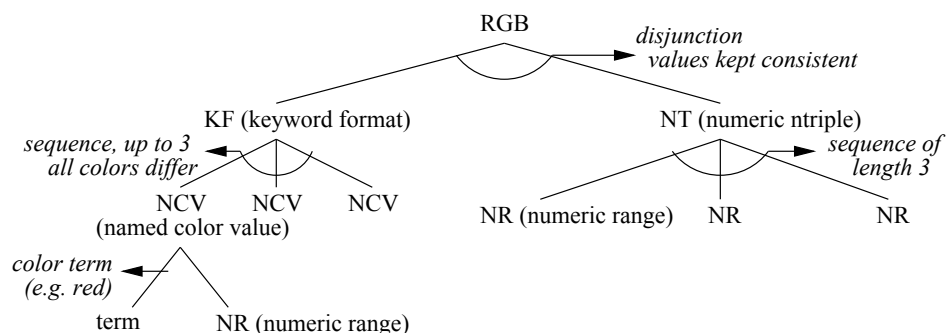 RGB
disjunction
values kept consistent
KF (keyword format)
NT (numeric ntriple)
sequence, up to 3
all colors differ
sequence of
length 3
NCV
NCV
NCV
(named color value)
NR (numeric range)
NR
NR
color term
(e.g. red)
term
NR (numeric range)